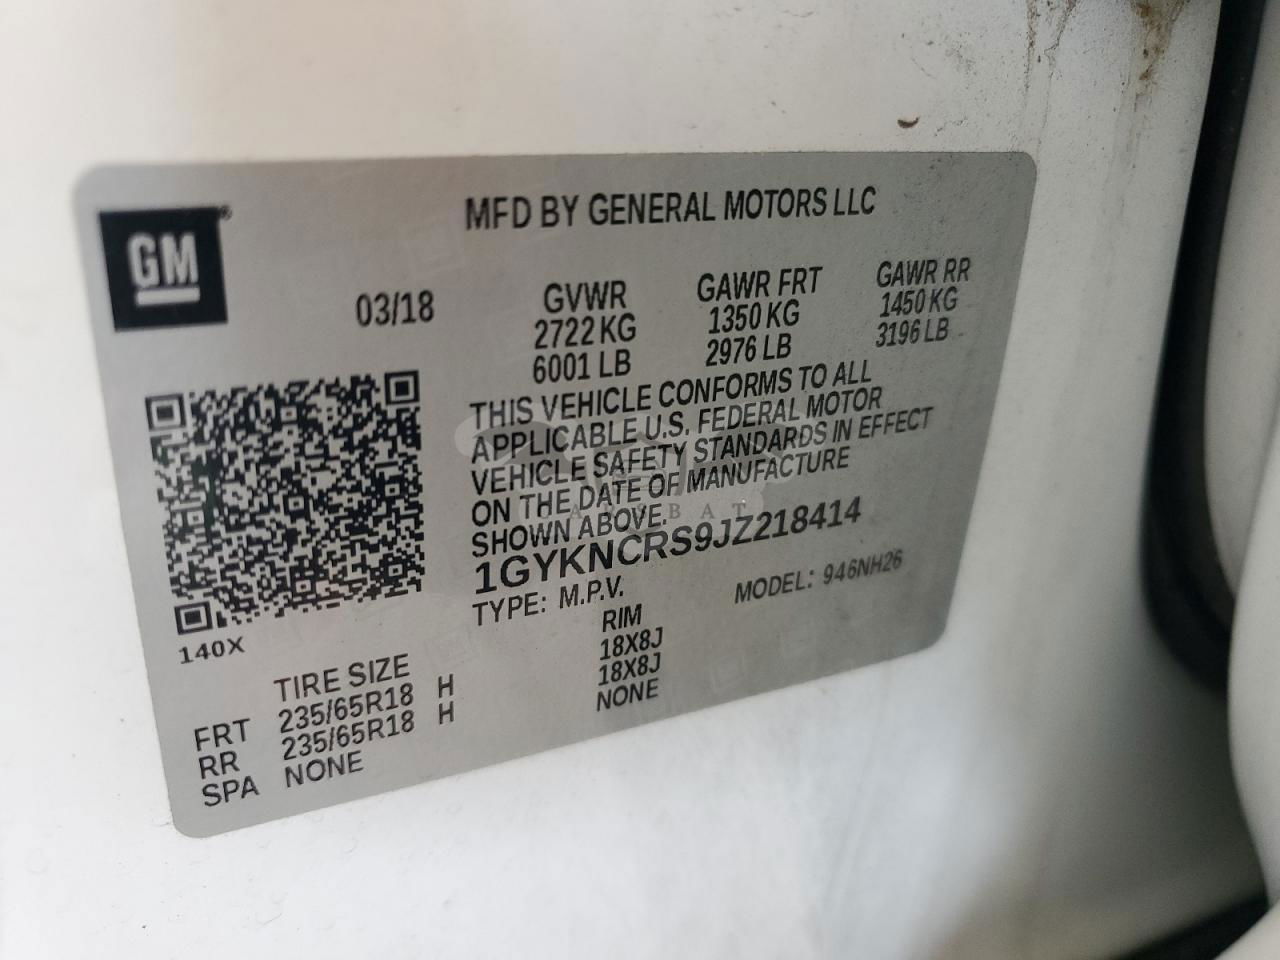 GM
MFD BY GENERAL MOTORS LLC
03/18
GVWR GAWR FRT GAWR RR
2722 KG 1350 KG 1450 KG
6001 LB 2976 LB 3196 LB
THIS VEHICLE CONFORMS TO ALL
APPLICABLE U.S. FEDERAL MOTOR
VEHICLE SAFETY STANDARDS IN EFFECT
ON THE DATE OF MANUFACTURE
SHOWN ABOVE.
1GYKNCRS9JZ218414
TYPE: M.P.V. MODEL: 946NH26
140X
TIRE SIZE RIM
FRT 235/65R18 H 18X8J
RR 235/65R18 H 18X8J
SPA NONE NONE